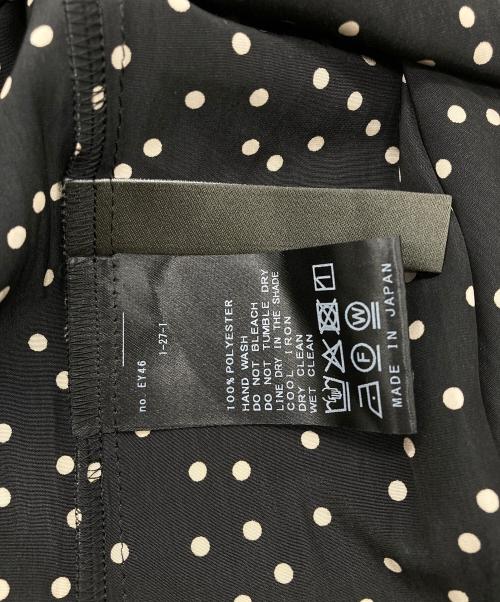 no. EY46
1-27-1
100% POLYESTER
HAND WASH
DO NOT BLEACH
DO NOT TUMBLE DRY
LINE DRY IN THE SHADE
COOL IRON
DRY CLEAN
WET CLEAN
F W
MADE IN JAPAN